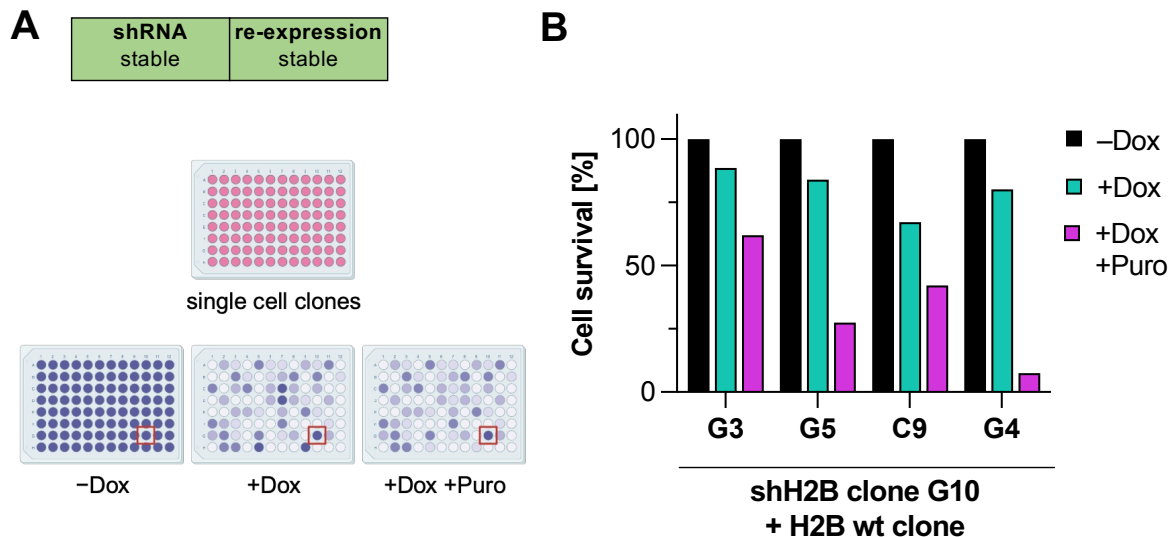 A
shRNA re-expression
stable stable
single cell clones
−Dox +Dox +Dox +Puro
B
Cell survival [%]
100
50
0
G3 G5 C9 G4
shH2B clone G10
+ H2B wt clone
–Dox
+Dox
+Dox
+Puro